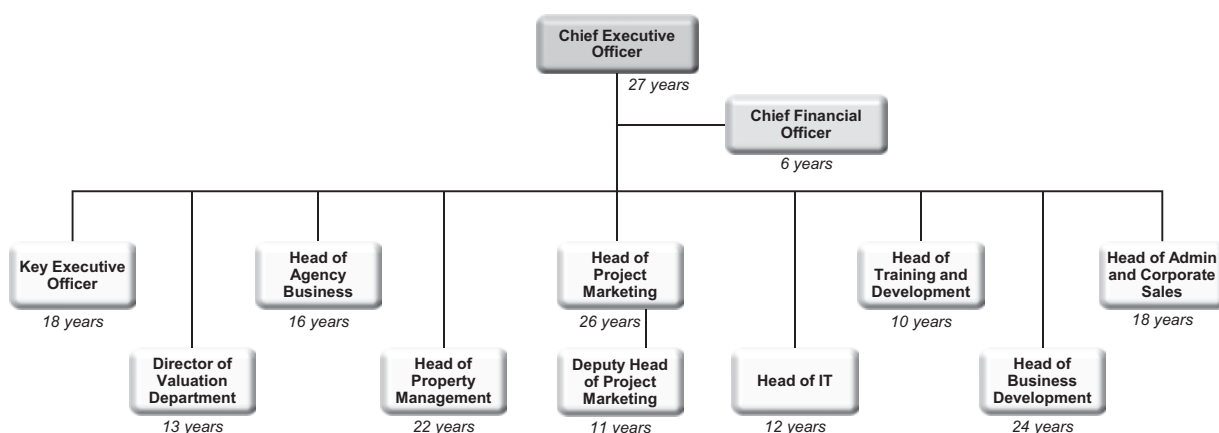 Chief Executive
Officer
27 years
Chief Financial
Officer
6 years
Key Executive
Officer
18 years
Head of
Agency
Business
16 years
Head of
Project
Marketing
26 years
Head of
Training and
Development
10 years
Head of Admin
and Corporate
Sales
18 years
Director of
Valuation
Department
13 years
Head of
Property
Management
22 years
Deputy Head
of Project
Marketing
11 years
Head of IT
12 years
Head of
Business
Development
24 years